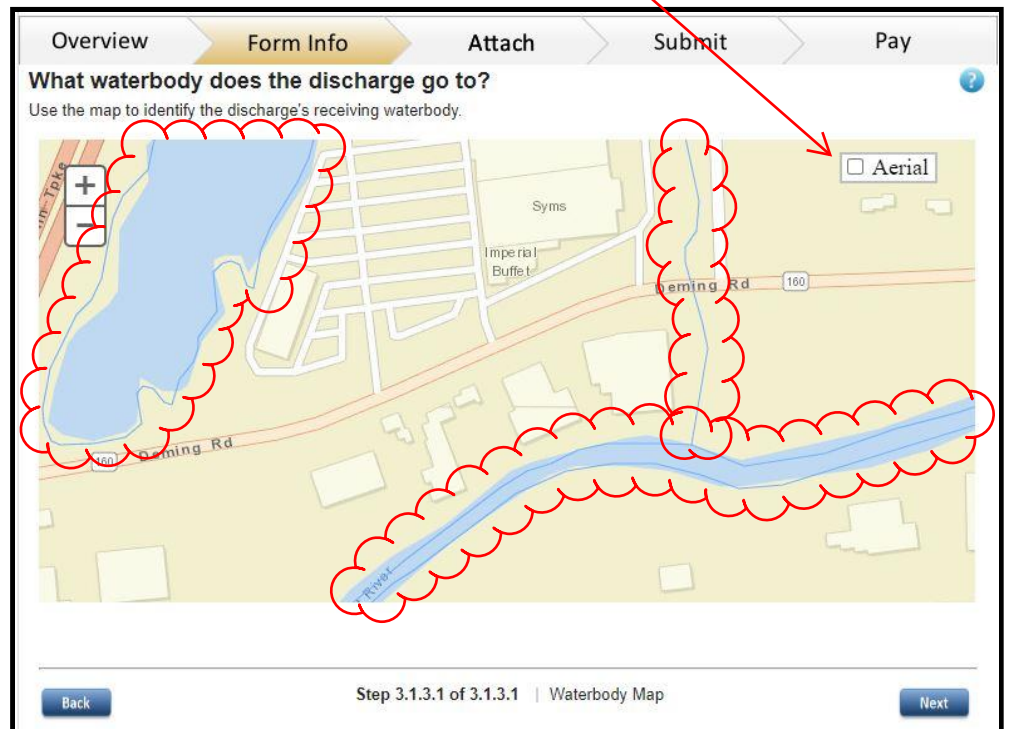 Overview
Form Info
Attach
Submit
Pay
What waterbody does the discharge go to?
?
Use the map to identify the discharge's receiving waterbody.
Tpke
+
−
Aerial
Syms
Imperial
Buffet
Deming Rd
160
Deming Rd
160
River
Back
Step 3.1.3.1 of 3.1.3.1 | Waterbody Map
Next